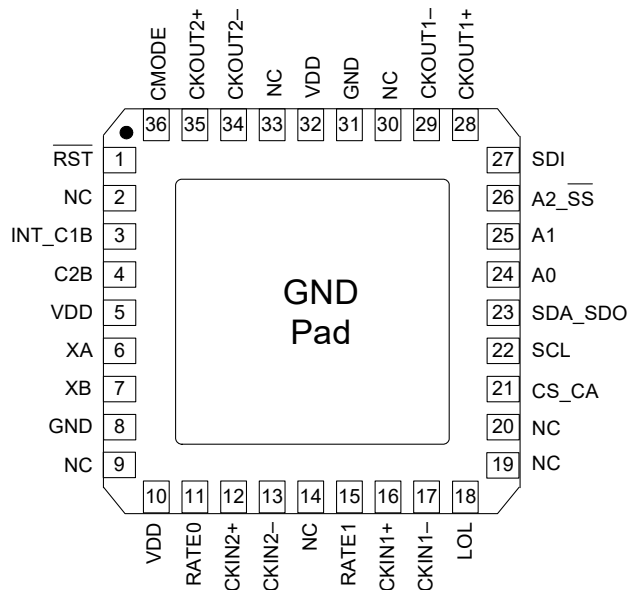 CMODE
CKOUT2+
CKOUT2–
NC
VDD
GND
NC
CKOUT1–
CKOUT1+
36 35 34 33 32 31 30 29 28
RST 1
NC 2
INT_C1B 3
C2B 4
VDD 5
XA 6
XB 7
GND 8
NC 9
GND
Pad
27 SDI
26 A2_SS
25 A1
24 A0
23 SDA_SDO
22 SCL
21 CS_CA
20 NC
19 NC
10 11 12 13 14 15 16 17 18
VDD
RATE0
CKIN2+
CKIN2–
NC
RATE1
CKIN1+
CKIN1–
LOL